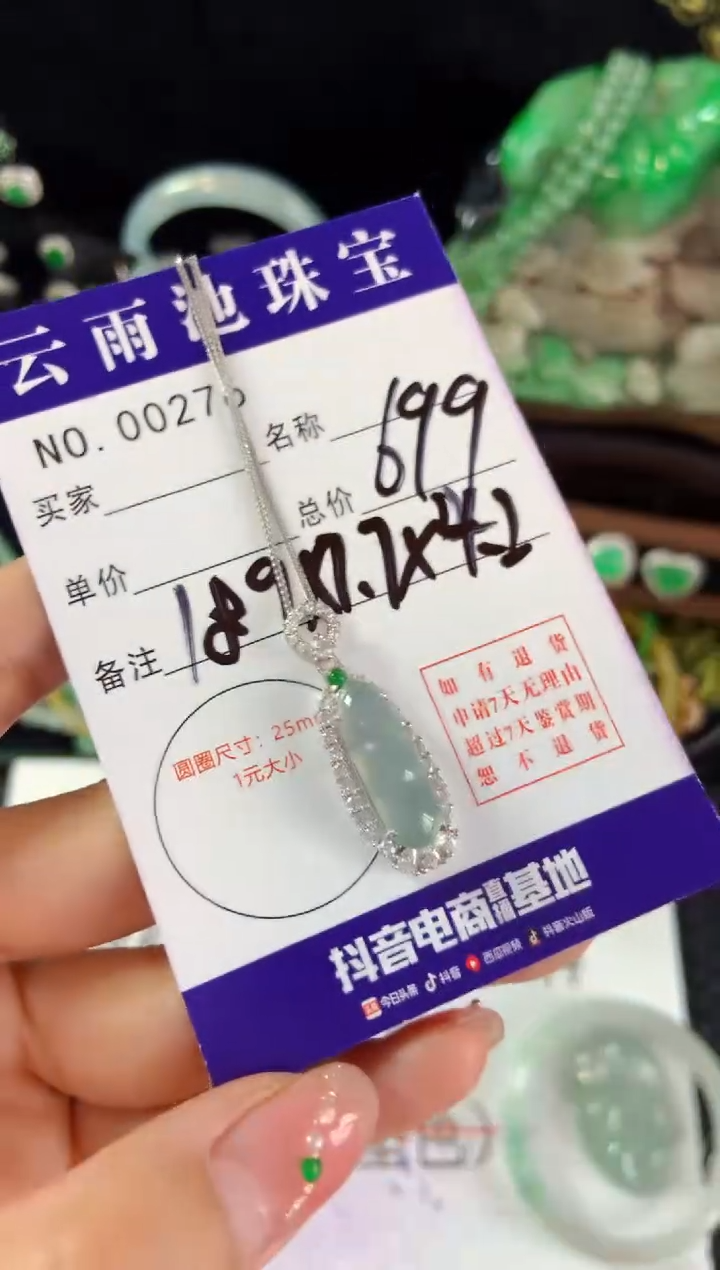 云雨池珠宝
NO. 00276
名称
699
买家
总价
单价
备注
圆圈尺寸：25mm
1元大小
如有退货
申请7天无理由
超过7天鉴赏期
恕不退货
抖音电商直播基地
今日头条 抖音 西瓜视频 抖音火山版